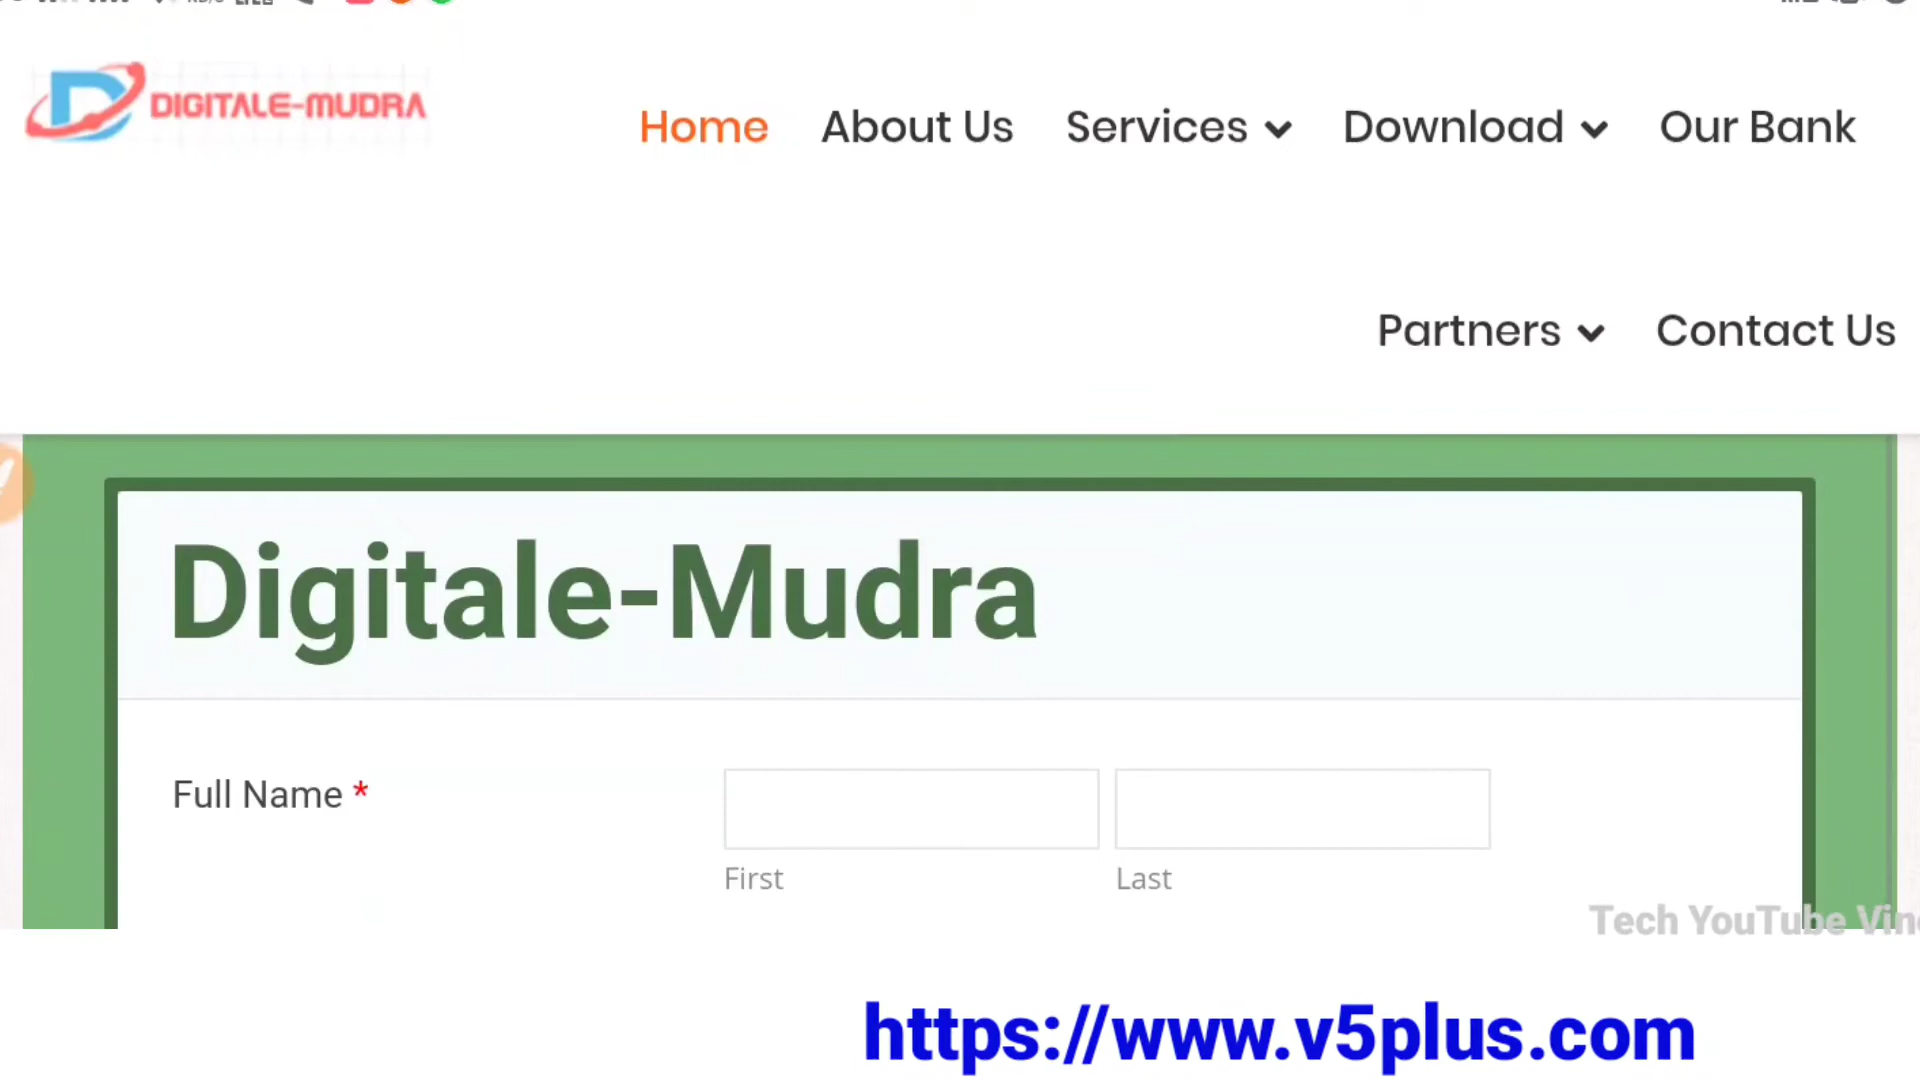 DIGITALE-MUDRA
Home About Us Services Download Our Bank
Partners Contact Us
Digitale-Mudra
Full Name *
First Last
Tech YouTube
https://www.v5plus.com